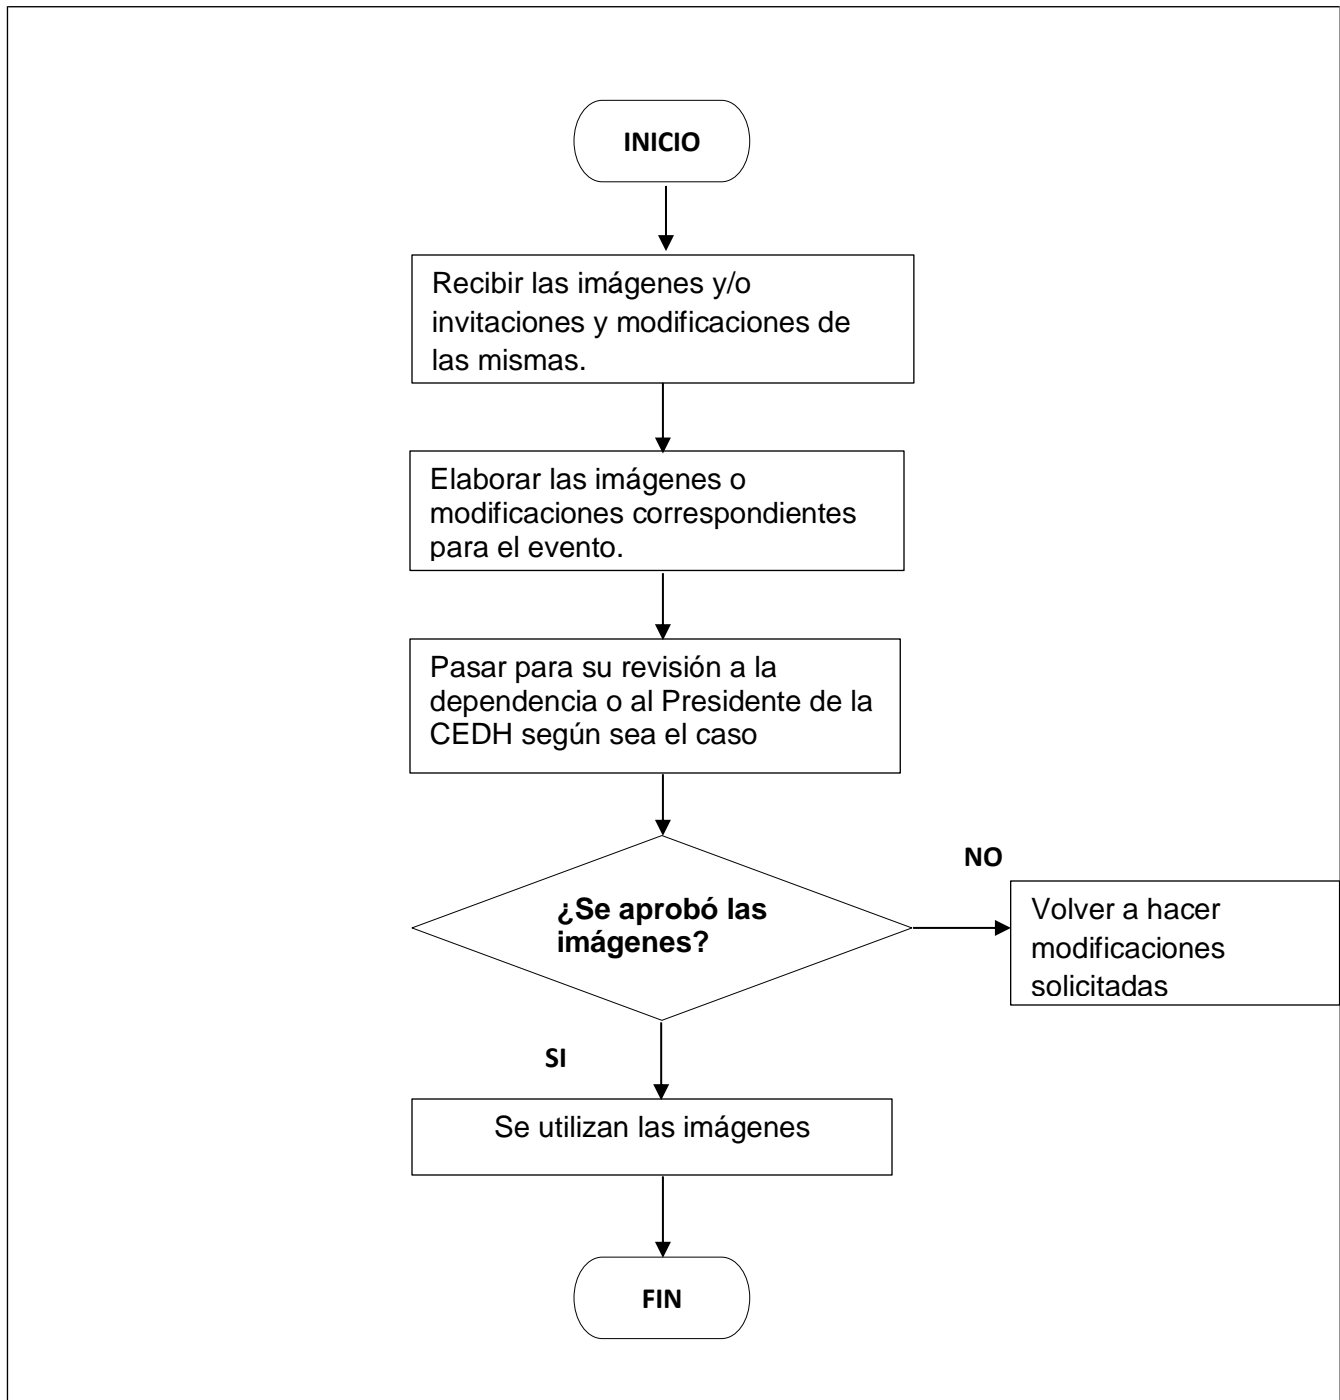 INICIO
Recibir las imágenes y/o
invitaciones y modificaciones de
las mismas.
Elaborar las imágenes o
modificaciones correspondientes
para el evento.
Pasar para su revisión a la
dependencia o al Presidente de la
CEDH según sea el caso
¿Se aprobó las
imágenes?
NO
Volver a hacer
modificaciones
solicitadas
SI
Se utilizan las imágenes
FIN